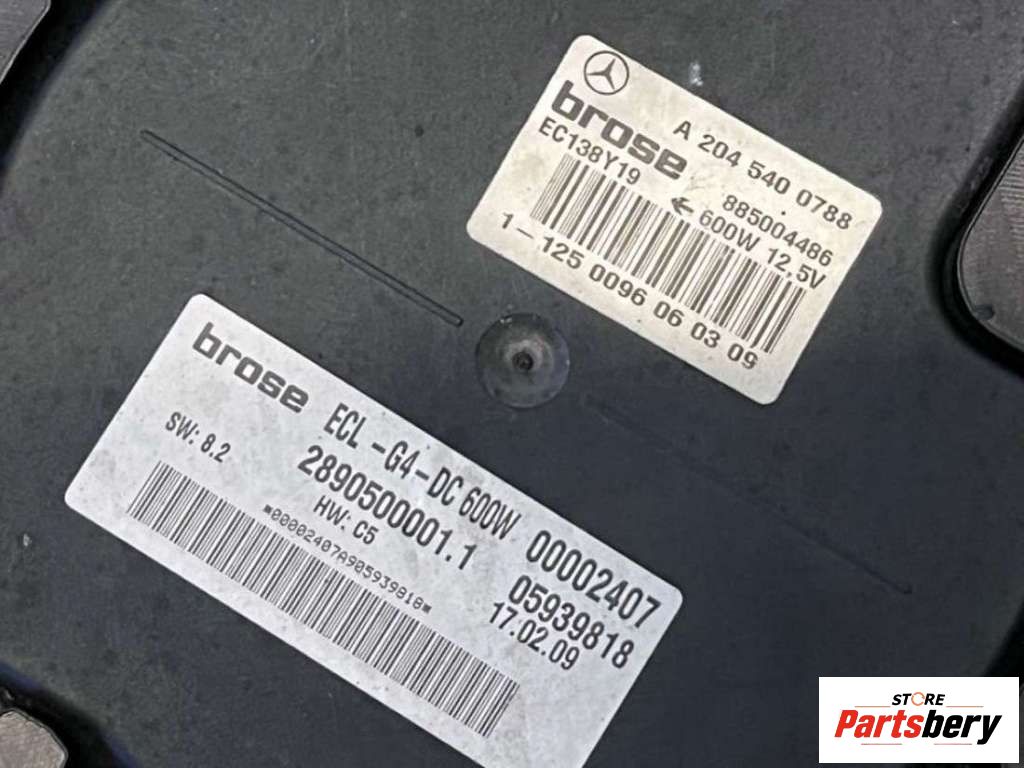 brose
A 204 540 0788
EC138Y19
885004486
600W 12,5V
1-125 0096 06 03 09
brose
ECL-G4-DC 600W
00002407
SW: 8.2
2890500001.1
05939818
HW: C5
17.02.09
*00002407A905939818*
STORE
Partsbery